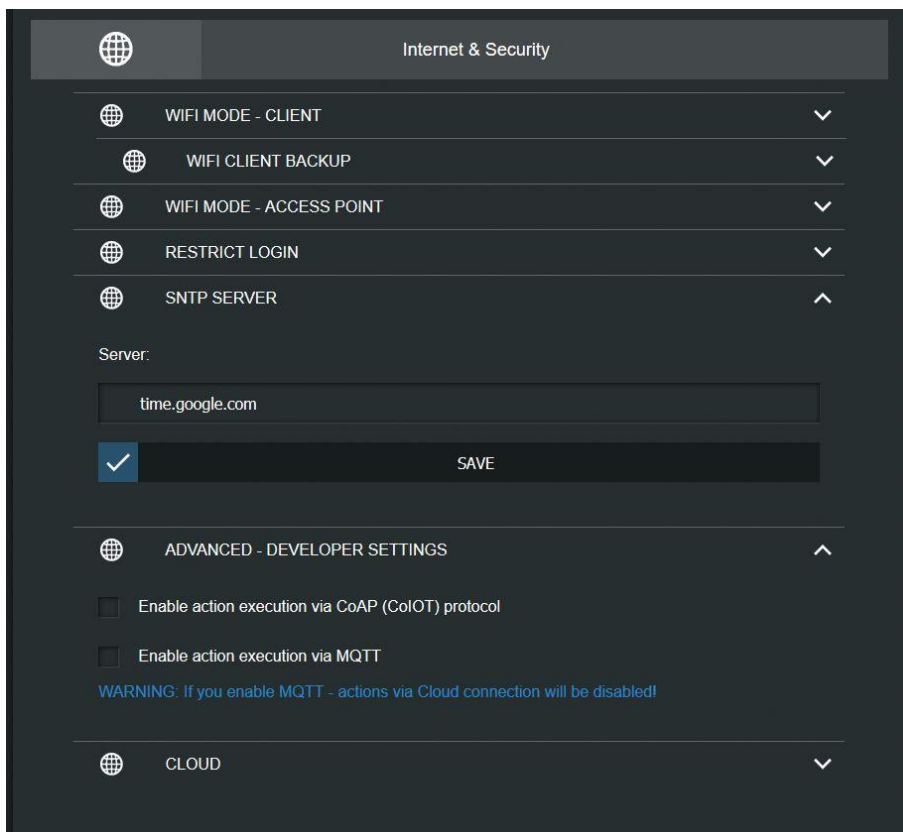 Internet & Security
WIFI MODE - CLIENT
WIFI CLIENT BACKUP
WIFI MODE - ACCESS POINT
RESTRICT LOGIN
SNTP SERVER
Server:
time.google.com
SAVE
ADVANCED - DEVELOPER SETTINGS
Enable action execution via CoAP (CoIOT) protocol
Enable action execution via MQTT
WARNING: If you enable MQTT - actions via Cloud connection will be disabled!
CLOUD